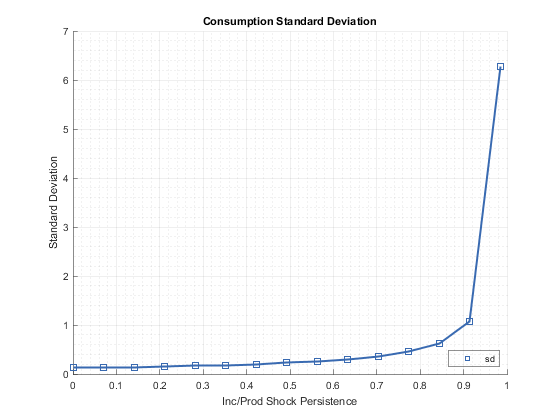 Consumption Standard Deviation
7
6
5
4
3
2
1
0
Standard Deviation
sd
0 0.1 0.2 0.3 0.4 0.5 0.6 0.7 0.8 0.9 1
Inc/Prod Shock Persistence